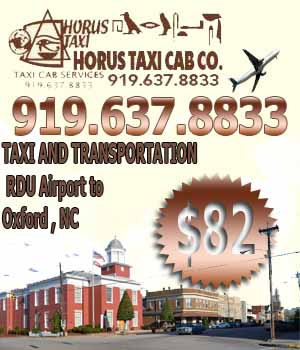 HORUS
TAXI
TAXI CAB SERVICES
919.637.8833
HORUS TAXI CAB CO.
919.637.8833
919.637.8833
TAXI AND TRANSPORTATION
RDU Airport to
Oxford , NC
$82